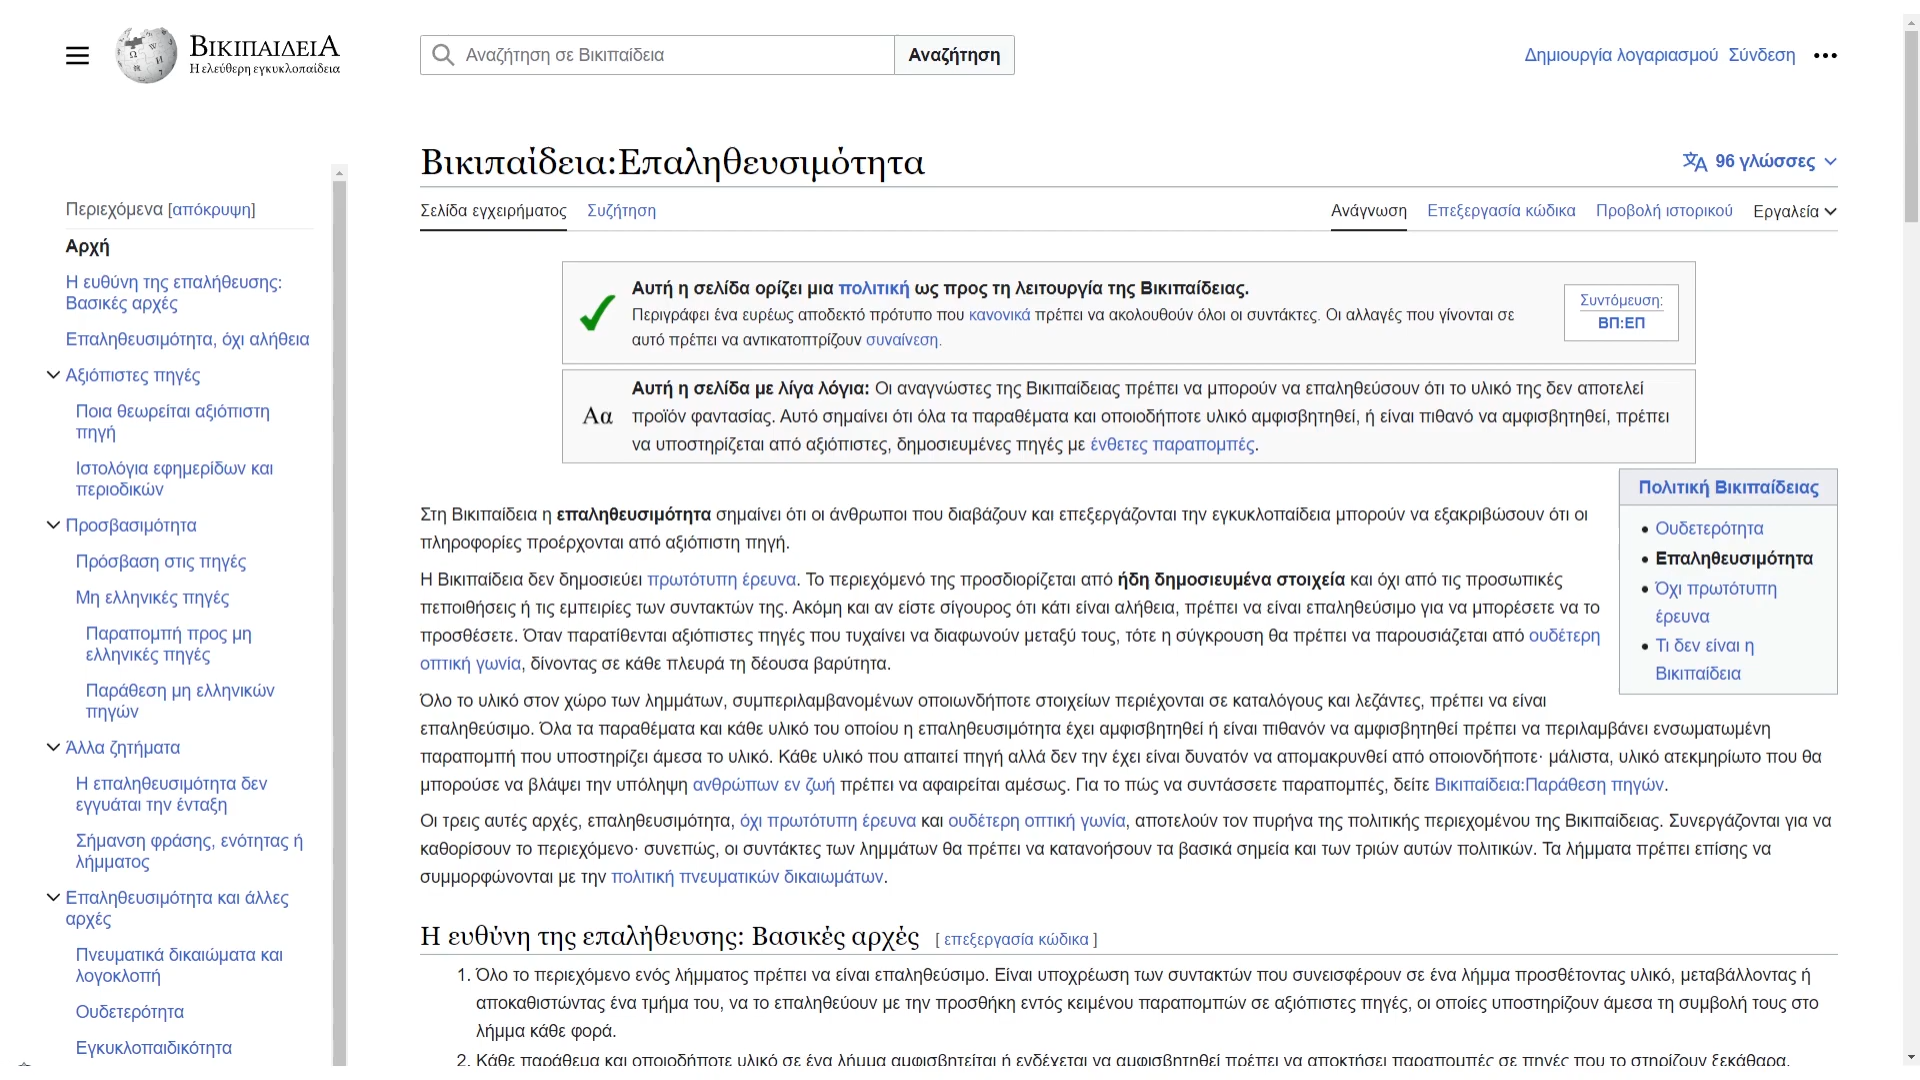 ΒΙΚΙΠΑΙΔΕΙΑ
Η ελεύθερη εγκυκλοπαίδεια
Αναζήτηση σε Βικιπαίδεια
Αναζήτηση
Δημιουργία λογαριασμού Σύνδεση
Περιεχόμενα [απόκρυψη]
Αρχή
Η ευθύνη της επαλήθευσης:
Βασικές αρχές
Επαληθευσιμότητα, όχι αλήθεια
Αξιόπιστες πηγές
Ποια θεωρείται αξιόπιστη
πηγή
Ιστολόγια εφημερίδων και
περιοδικών
Προσβασιμότητα
Πρόσβαση στις πηγές
Μη ελληνικές πηγές
Παραπομπή προς μη
ελληνικές πηγές
Παράθεση μη ελληνικών
πηγών
Άλλα ζητήματα
Η επαληθευσιμότητα δεν
εγγυάται την ένταξη
Σήμανση φράσης, ενότητας ή
λήμματος
Επαληθευσιμότητα και άλλες
αρχές
Πνευματικά δικαιώματα και
λογοκλοπή
Ουδετερότητα
Εγκυκλοπαιδικότητα
Βικιπαίδεια:Επαληθευσιμότητα
96 γλώσσες
Σελίδα εγχειρήματος Συζήτηση
Ανάγνωση Επεξεργασία κώδικα Προβολή ιστορικού Εργαλεία
Αυτή η σελίδα ορίζει μια πολιτική ως προς τη λειτουργία της Βικιπαίδειας.
Περιγράφει ένα ευρέως αποδεκτό πρότυπο που κανονικά πρέπει να ακολουθούν όλοι οι συντάκτες. Οι αλλαγές που γίνονται σε
αυτό πρέπει να αντικατοπτρίζουν συναίνεση.
Συντόμευση:
ΒΠ:ΕΠ
Αα
Αυτή η σελίδα με λίγα λόγια: Οι αναγνώστες της Βικιπαίδειας πρέπει να μπορούν να επαληθεύσουν ότι το υλικό της δεν αποτελεί
προϊόν φαντασίας. Αυτό σημαίνει ότι όλα τα παραθέματα και οποιοδήποτε υλικό αμφισβητηθεί, ή είναι πιθανό να αμφισβητηθεί, πρέπει
να υποστηρίζεται από αξιόπιστες, δημοσιευμένες πηγές με ένθετες παραπομπές.
Πολιτική Βικιπαίδειας
Ουδετερότητα
Επαληθευσιμότητα
Όχι πρωτότυπη
έρευνα
Τι δεν είναι η
Βικιπαίδεια
Στη Βικιπαίδεια η επαληθευσιμότητα σημαίνει ότι οι άνθρωποι που διαβάζουν και επεξεργάζονται την εγκυκλοπαίδεια μπορούν να εξακριβώσουν ότι οι
πληροφορίες προέρχονται από αξιόπιστη πηγή.
Η Βικιπαίδεια δεν δημοσιεύει πρωτότυπη έρευνα. Το περιεχόμενό της προσδιορίζεται από ήδη δημοσιευμένα στοιχεία και όχι από τις προσωπικές
πεποιθήσεις ή τις εμπειρίες των συντακτών της. Ακόμη και αν είστε σίγουρος ότι κάτι είναι αλήθεια, πρέπει να είναι επαληθεύσιμο για να μπορέσετε να το
προσθέσετε. Όταν παρατίθενται αξιόπιστες πηγές που τυχαίνει να διαφωνούν μεταξύ τους, τότε η σύγκρουση θα πρέπει να παρουσιάζεται από ουδέτερη
οπτική γωνία, δίνοντας σε κάθε πλευρά τη δέουσα βαρύτητα.
Όλο το υλικό στον χώρο των λημμάτων, συμπεριλαμβανομένων οποιωνδήποτε στοιχείων περιέχονται σε καταλόγους και λεζάντες, πρέπει να είναι
επαληθεύσιμο. Όλα τα παραθέματα και κάθε υλικό του οποίου η επαληθευσιμότητα έχει αμφισβητηθεί ή είναι πιθανόν να αμφισβητηθεί πρέπει να περιλαμβάνει ενσωματωμένη
παραπομπή που υποστηρίζει άμεσα το υλικό. Κάθε υλικό που απαιτεί πηγή αλλά δεν την έχει είναι δυνατόν να απομακρυνθεί από οποιονδήποτε· μάλιστα, υλικό ατεκμηρίωτο που θα
μπορούσε να βλάψει την υπόληψη ανθρώπων εν ζωή πρέπει να αφαιρείται αμέσως. Για το πώς να συντάσσετε παραπομπές, δείτε Βικιπαίδεια:Παράθεση πηγών.
Οι τρεις αυτές αρχές, επαληθευσιμότητα, όχι πρωτότυπη έρευνα και ουδέτερη οπτική γωνία, αποτελούν τον πυρήνα της πολιτικής περιεχομένου της Βικιπαίδειας. Συνεργάζονται για να
καθορίσουν το περιεχόμενο· συνεπώς, οι συντάκτες των λημμάτων θα πρέπει να κατανοήσουν τα βασικά σημεία και των τριών αυτών πολιτικών. Τα λήμματα πρέπει επίσης να
συμμορφώνονται με την πολιτική πνευματικών δικαιωμάτων.
Η ευθύνη της επαλήθευσης: Βασικές αρχές [ επεξεργασία κώδικα ]
1. Όλο το περιεχόμενο ενός λήμματος πρέπει να είναι επαληθεύσιμο. Είναι υποχρέωση των συντακτών που συνεισφέρουν σε ένα λήμμα προσθέτοντας υλικό, μεταβάλλοντας ή
αποκαθιστώντας ένα τμήμα του, να το επαληθεύουν με την προσθήκη εντός κειμένου παραπομπών σε αξιόπιστες πηγές, οι οποίες υποστηρίζουν άμεσα τη συμβολή τους στο
λήμμα κάθε φορά.
2. Κάθε παράθεμα και οποιοδήποτε υλικό σε ένα λήμμα αμφισβητείται ή ενδέχεται να αμφισβητηθεί πρέπει να αποκτήσει παραπομπές σε πηγές που το στηρίζουν ξεκάθαρα.